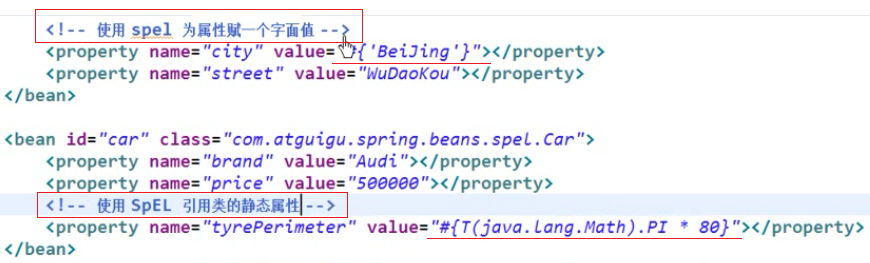 <!-- 使用 spel 为属性赋一个字面值 -->
<property name="city" value= {'BeiJing'}"></property>
<property name="street" value="WuDaoKou"></property>
</bean>
<bean id="car" class="com.atguigu.spring.beans.spel.Car">
<property name="brand" value="Audi"></property>
<property name="price" value="500000"></property>
<!-- 使用 SpEL 引用类的静态属性 -->
<property name="tyrePerimeter" value="#{T(java.lang.Math).PI * 80}"></property>
</bean>